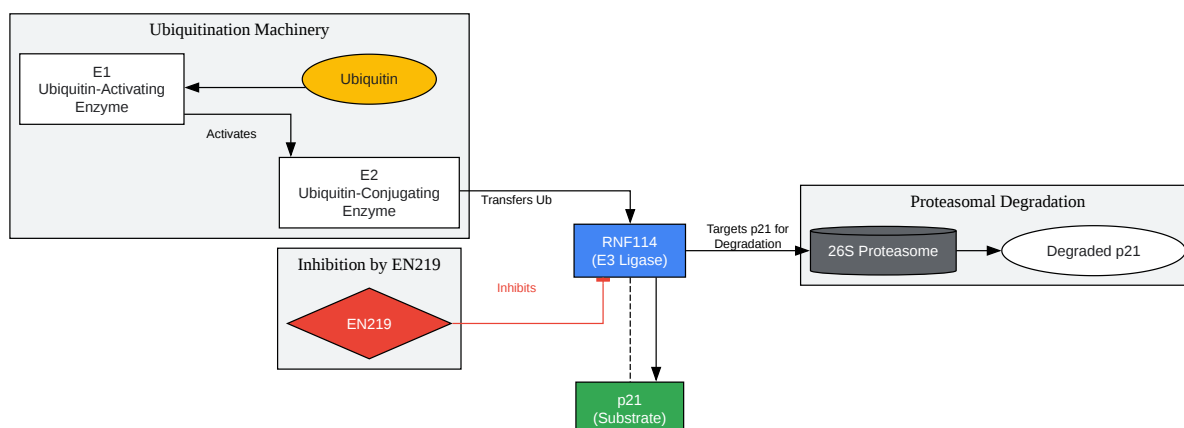 Ubiquitination Machinery
E1
Ubiquitin-Activating
Enzyme
Ubiquitin
Activates
E2
Ubiquitin-Conjugating
Enzyme
Transfers Ub
Inhibition by EN219
EN219
Inhibits
RNF114
(E3 Ligase)
p21
(Substrate)
Targets p21 for
Degradation
Proteasomal Degradation
26S Proteasome
Degraded p21